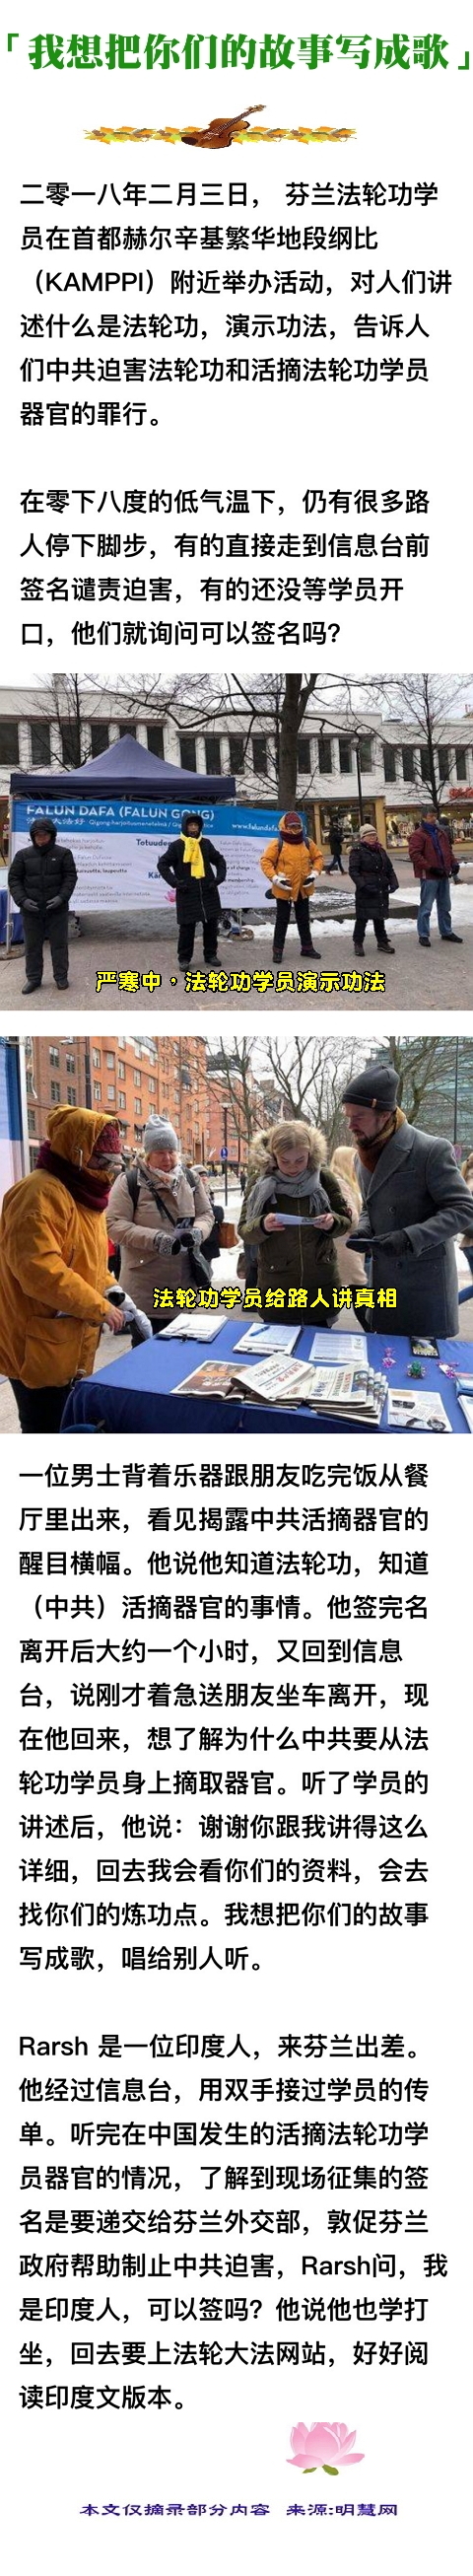 「我想把你们的故事写成歌」
二零一八年二月三日， 芬兰法轮功学
员在首都赫尔辛基繁华地段纲比
（KAMPPI）附近举办活动，对人们讲
述什么是法轮功，演示功法，告诉人
们中共迫害法轮功和活摘法轮功学员
器官的罪行。
在零下八度的低气温下，仍有很多路
人停下脚步，有的直接走到信息台前
签名谴责迫害，有的还没等学员开
口，他们就询问可以签名吗？
FALUN DAFA (FALUN GONG)
www.falundafa
严寒中，法轮功学员演示功法
法轮功学员给路人讲真相
一位男士背着乐器跟朋友吃完饭从餐
厅里出来，看见揭露中共活摘器官的
醒目横幅。他说他知道法轮功，知道
（中共）活摘器官的事情。他签完名
离开后大约一个小时，又回到信息
台，说刚才着急送朋友坐车离开，现
在他回来，想了解为什么中共要从法
轮功学员身上摘取器官。听了学员的
讲述后，他说：谢谢你跟我讲得这么
详细，回去我会看你们的资料，会去
找你们的炼功点。我想把你们的故事
写成歌，唱给别人听。
Rarsh 是一位印度人，来芬兰出差。
他经过信息台，用双手接过学员的传
单。听完在中国发生的活摘法轮功学
员器官的情况，了解到现场征集的签
名是要递交给芬兰外交部，敦促芬兰
政府帮助制止中共迫害，Rarsh问，我
是印度人，可以签吗？他说他也学打
坐，回去要上法轮大法网站，好好阅
读印度文版本。
本文仅摘录部分内容 来源:明慧网